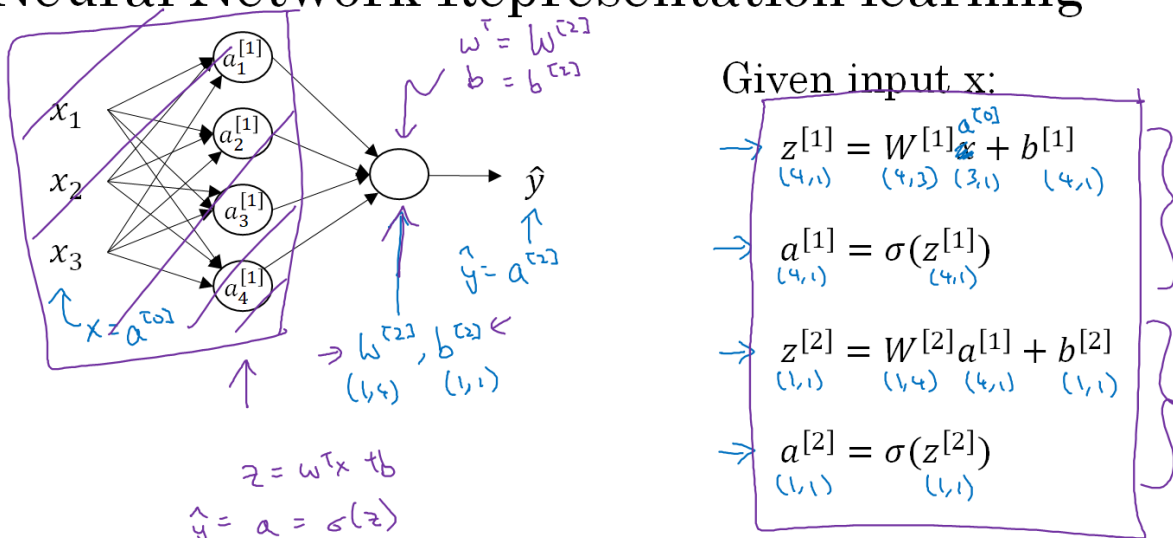 Neural Network Representation learning
wᵀ = W^[2]
b = b^[2]
x₁
x₂
x₃
a₁^[1]
a₂^[1]
a₃^[1]
a₄^[1]
ŷ
ŷ = a^[2]
x = a^[0]
→ W^[2], b^[2] ←
(1,4) (1,1)
z = wᵀx + b
ŷ = a = σ(z)
Given input x:
a^[0]
→ z^[1] = W^[1]x + b^[1]
(4,1) (4,3) (3,1) (4,1)
→ a^[1] = σ(z^[1])
(4,1) (4,1)
→ z^[2] = W^[2]a^[1] + b^[2]
(1,1) (1,4) (4,1) (1,1)
→ a^[2] = σ(z^[2])
(1,1) (1,1)